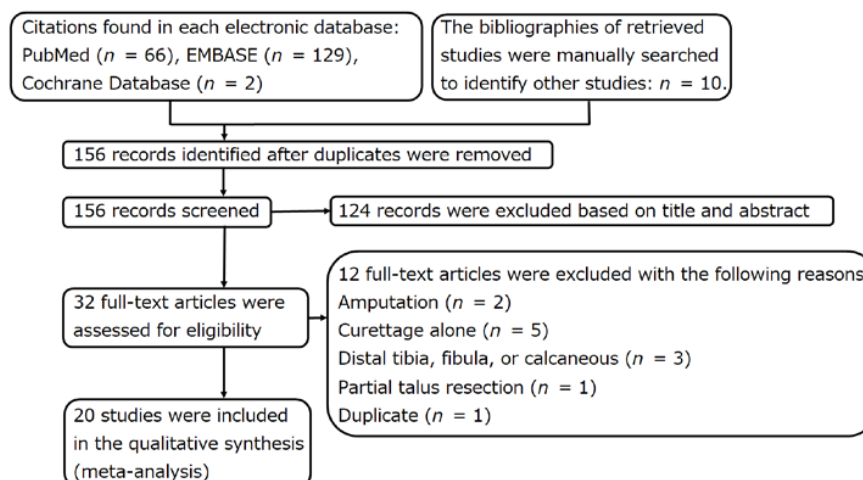 Citations found in each electronic database:
PubMed (n = 66), EMBASE (n = 129),
Cochrane Database (n = 2)
The bibliographies of retrieved
studies were manually searched
to identify other studies: n = 10.
156 records identified after duplicates were removed
156 records screened
124 records were excluded based on title and abstract
32 full-text articles were
assessed for eligibility
12 full-text articles were excluded with the following reasons
Amputation (n = 2)
Curettage alone (n = 5)
Distal tibia, fibula, or calcaneous (n = 3)
Partial talus resection (n = 1)
Duplicate (n = 1)
20 studies were included
in the qualitative synthesis
(meta-analysis)